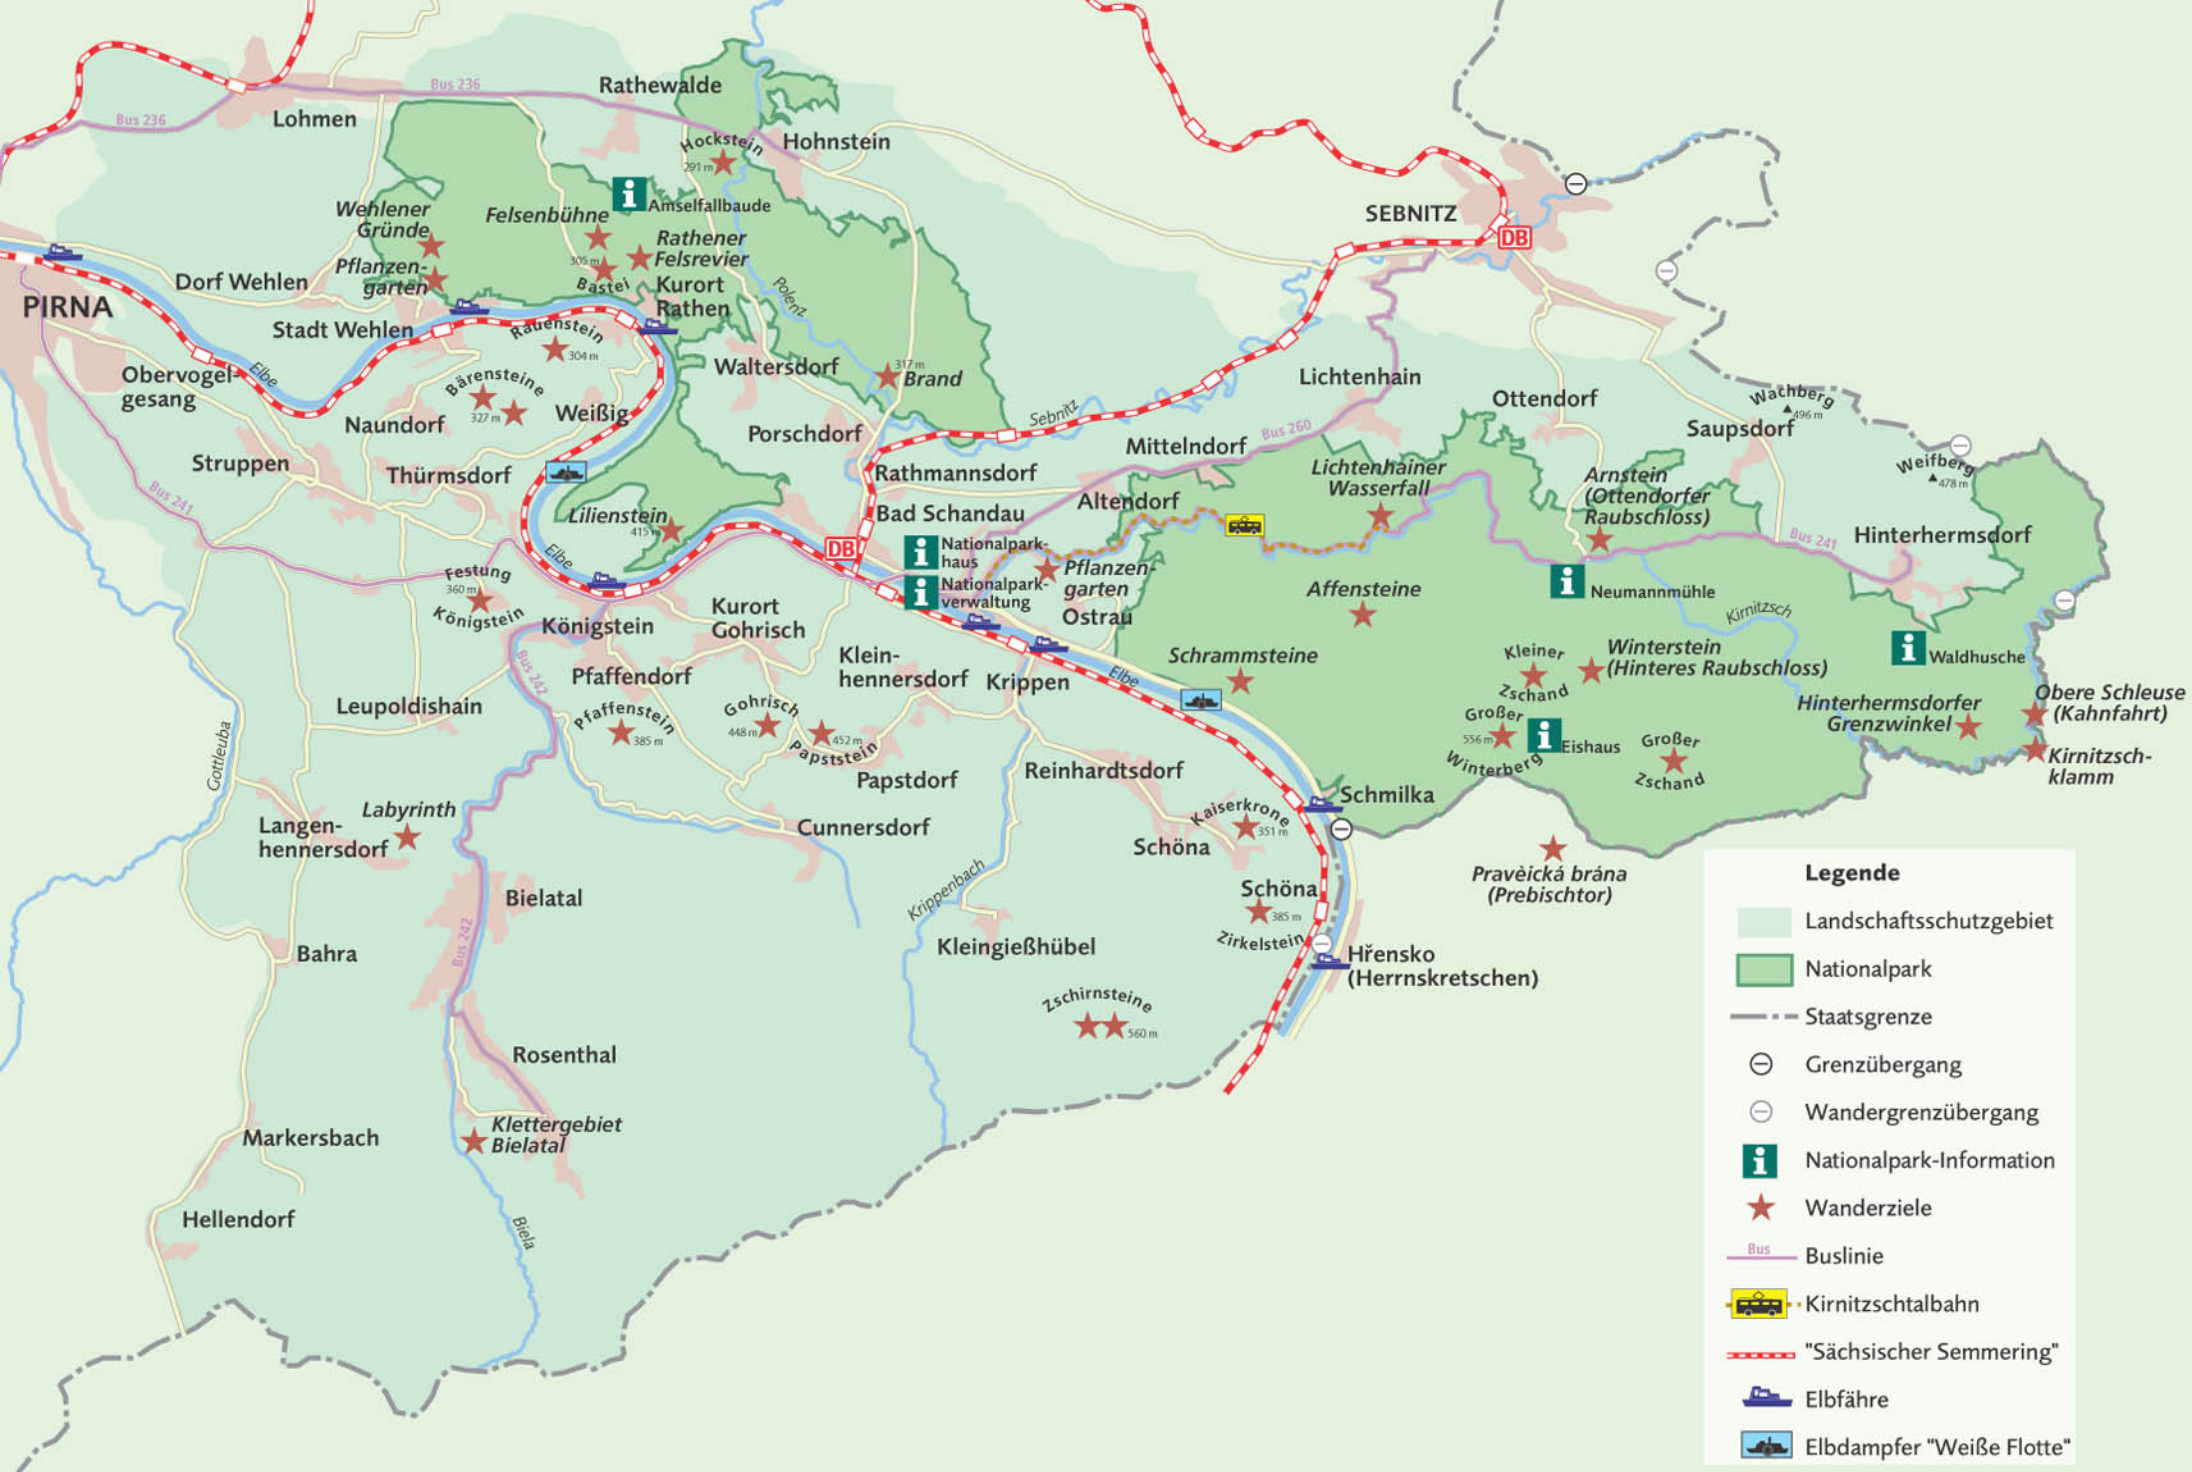 Bus 236
Rathewalde
Bus 236
Lohmen
Hohnstein
Hockstein
291 m
Amselfallbaude
Wehlener
Gründe
Felsenbühne
SEBNITZ
DB
Rathener
Felsrevier
305 m
Bastei
Pflanzen-
garten
Dorf Wehlen
Kurort
Rathen
Polenz
PIRNA
Stadt Wehlen
Rauenstein
304 m
Elbe
Obervogel-
gesang
Bärensteine
327 m
Waltersdorf
317 m
Brand
Lichtenhain
Ottendorf
Wachberg
496 m
Naundorf
Weißig
Sebnitz
Porschdorf
Bus 260
Saupsdorf
Mittelndorf
Struppen
Thürmsdorf
Rathmannsdorf
Lichtenhainer
Wasserfall
Arnstein
(Ottendorfer
Raubschloss)
Weifberg
478 m
Bus 241
Altendorf
Lilienstein
415 m
Bad Schandau
DB
Nationalpark-
haus
Nationalpark-
verwaltung
Pflanzen-
garten
Bus 241
Hinterhermsdorf
Elbe
Festung
360 m
Königstein
Königstein
Kurort
Gohrisch
Ostrau
Affensteine
Neumannmühle
Kirnitzsch
Bus 242
Pfaffendorf
Klein-
hennersdorf
Krippen
Elbe
Schrammsteine
Kleiner
Zschand
Winterstein
(Hinteres Raubschloss)
Waldhusche
Leupoldishain
Pfaffenstein
385 m
Gohrisch
448 m
452 m
Papststein
Großer
556 m
Winterberg
Eishaus
Großer
Zschand
Hinterhermsdorfer
Grenzwinkel
Obere Schleuse
(Kahnfahrt)
Kirnitzsch-
klamm
Gottleuba
Papstdorf
Reinhardtsdorf
Schmilka
Labyrinth
Langen-
hennersdorf
Cunnersdorf
Kaiserkrone
351 m
Schöna
Pravèická brána
(Prebischtor)
Krippenbach
Bielatal
Schöna
385 m
Zirkelstein
Bus 242
Bahra
Kleingießhübel
Hřensko
(Herrnskretschen)
Zschirnsteine
560 m
Rosenthal
Klettergebiet
Bielatal
Markersbach
Hellendorf
Biela
Legende
Landschaftsschutzgebiet
Nationalpark
Staatsgrenze
Grenzübergang
Wandergrenzübergang
Nationalpark-Information
Wanderziele
Bus
Buslinie
Kirnitzschtalbahn
"Sächsischer Semmering"
Elbfähre
Elbdampfer "Weiße Flotte"